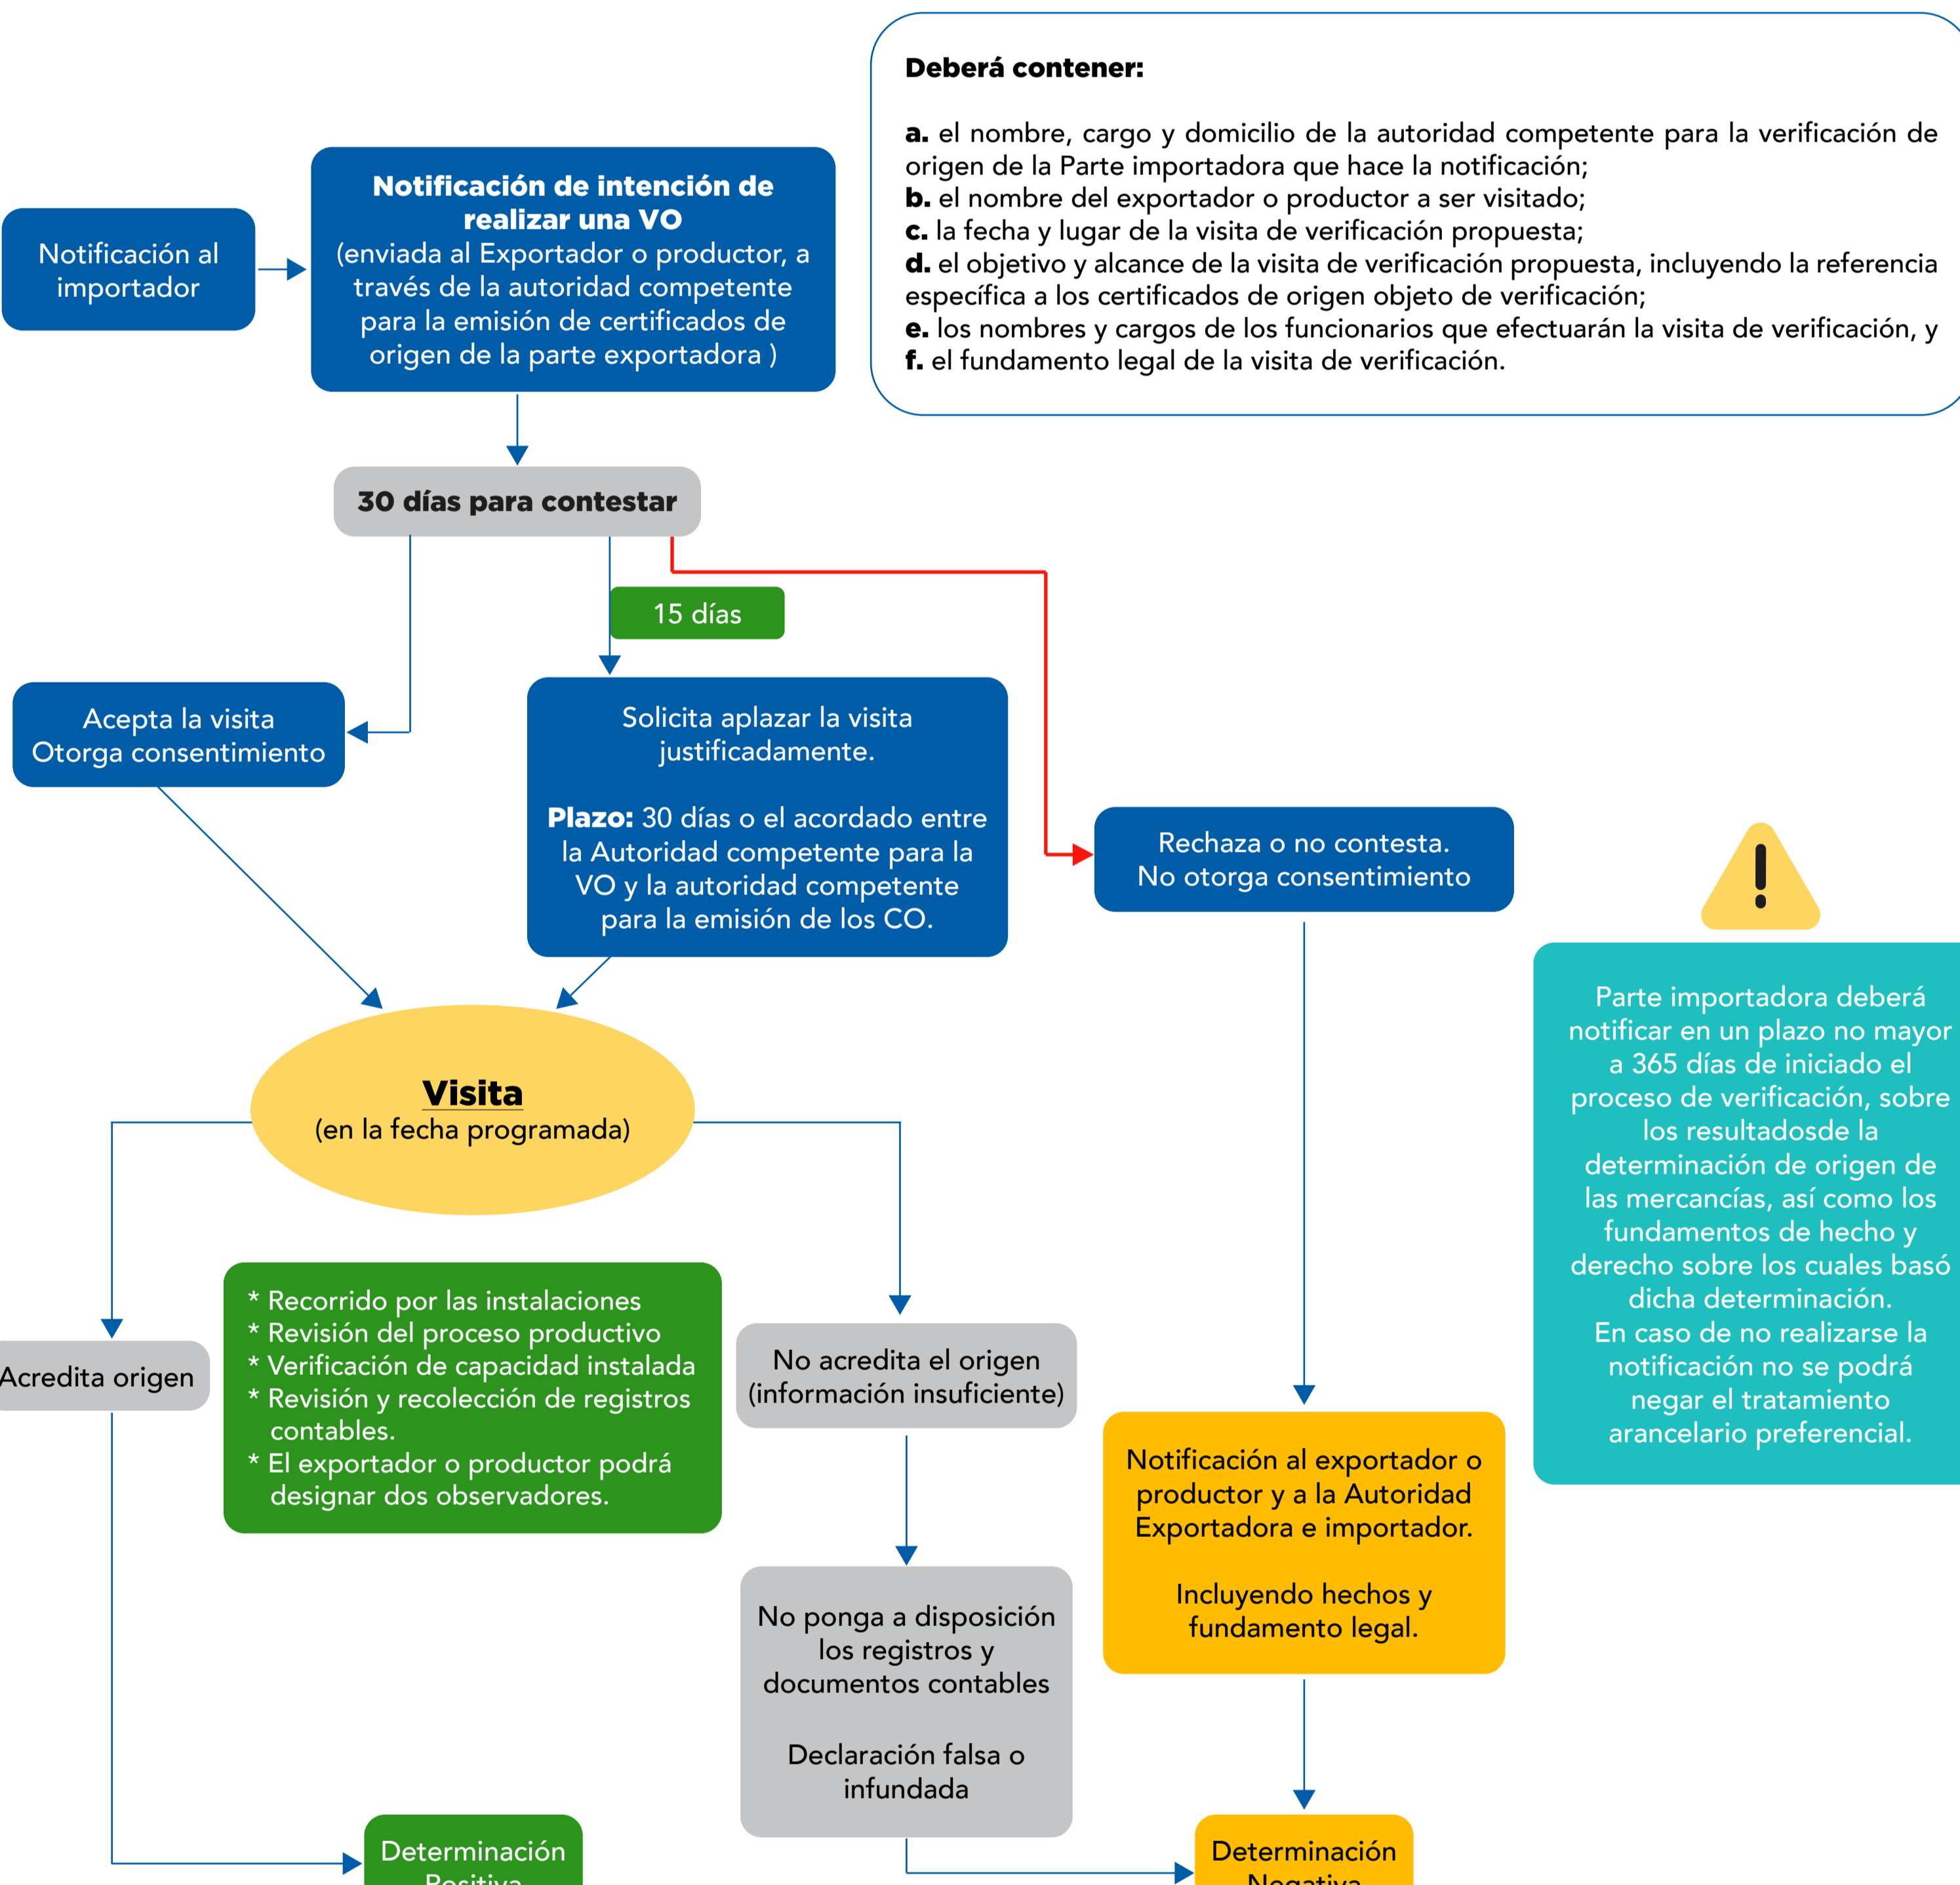 Deberá contener:
a. el nombre, cargo y domicilio de la autoridad competente para la verificación de
origen de la Parte importadora que hace la notificación;
b. el nombre del exportador o productor a ser visitado;
c. la fecha y lugar de la visita de verificación propuesta;
d. el objetivo y alcance de la visita de verificación propuesta, incluyendo la referencia
específica a los certificados de origen objeto de verificación;
e. los nombres y cargos de los funcionarios que efectuarán la visita de verificación, y
f. el fundamento legal de la visita de verificación.
Notificación al
importador
Notificación de intención de
realizar una VO
(enviada al Exportador o productor, a
través de la autoridad competente
para la emisión de certificados de
origen de la parte exportadora )
30 días para contestar
15 días
Acepta la visita
Otorga consentimiento
Solicita aplazar la visita
justificadamente.
Plazo: 30 días o el acordado entre
la Autoridad competente para la
VO y la autoridad competente
para la emisión de los CO.
Rechaza o no contesta.
No otorga consentimiento
Parte importadora deberá
notificar en un plazo no mayor
a 365 días de iniciado el
proceso de verificación, sobre
los resultadosde la
determinación de origen de
las mercancías, así como los
fundamentos de hecho y
derecho sobre los cuales basó
dicha determinación.
En caso de no realizarse la
notificación no se podrá
negar el tratamiento
arancelario preferencial.
Visita
(en la fecha programada)
Acredita origen
* Recorrido por las instalaciones
* Revisión del proceso productivo
* Verificación de capacidad instalada
* Revisión y recolección de registros
contables.
* El exportador o productor podrá
designar dos observadores.
No acredita el origen
(información insuficiente)
Notificación al exportador o
productor y a la Autoridad
Exportadora e importador.
Incluyendo hechos y
fundamento legal.
No ponga a disposición
los registros y
documentos contables
Declaración falsa o
infundada
Determinación
Positiva
Determinación
Negativa